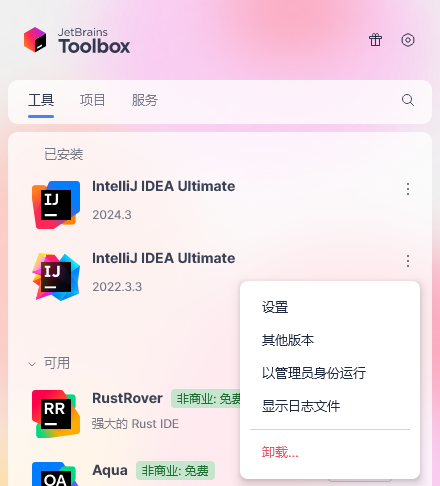 JetBrains
Toolbox
工具 项目 服务
已安装
IJ
IntelliJ IDEA Ultimate
2024.3
IJ
IntelliJ IDEA Ultimate
2022.3.3
设置
其他版本
以管理员身份运行
显示日志文件
卸载...
可用
RR
RustRover 非商业: 免费
强大的 Rust IDE
QA
Aqua 非商业: 免费